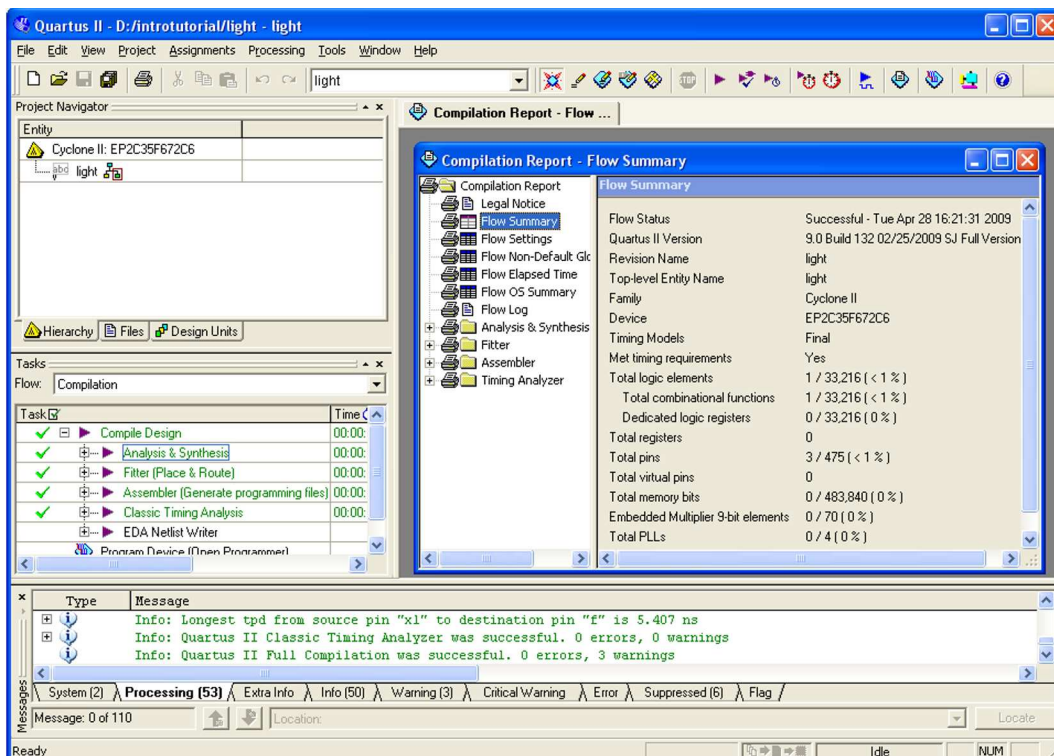 Quartus II - D:/introtutorial/light - light
File Edit View Project Assignments Processing Tools Window Help
light
Project Navigator
Entity
Cyclone II: EP2C35F672C6
abd light
Hierarchy Files Design Units
Tasks
Flow: Compilation
Task Time
Compile Design 00:00:
Analysis & Synthesis 00:00:
Fitter (Place & Route) 00:00:
Assembler (Generate programming files) 00:00:
Classic Timing Analysis 00:00:
EDA Netlist Writer
Program Device (Open Programmer)
Compilation Report - Flow ...
Compilation Report - Flow Summary
Compilation Report
Legal Notice
Flow Summary
Flow Settings
Flow Non-Default Glo
Flow Elapsed Time
Flow OS Summary
Flow Log
Analysis & Synthesis
Fitter
Assembler
Timing Analyzer
Flow Summary
Flow Status Successful - Tue Apr 28 16:21:31 2009
Quartus II Version 9.0 Build 132 02/25/2009 SJ Full Version
Revision Name light
Top-level Entity Name light
Family Cyclone II
Device EP2C35F672C6
Timing Models Final
Met timing requirements Yes
Total logic elements 1 / 33,216 ( < 1 % )
Total combinational functions 1 / 33,216 ( < 1 % )
Dedicated logic registers 0 / 33,216 ( 0 % )
Total registers 0
Total pins 3 / 475 ( < 1 % )
Total virtual pins 0
Total memory bits 0 / 483,840 ( 0 % )
Embedded Multiplier 9-bit elements 0 / 70 ( 0 % )
Total PLLs 0 / 4 ( 0 % )
Type Message
Info: Longest tpd from source pin "x1" to destination pin "f" is 5.407 ns
Info: Quartus II Classic Timing Analyzer was successful. 0 errors, 0 warnings
Info: Quartus II Full Compilation was successful. 0 errors, 3 warnings
System (2) Processing (53) Extra Info Info (50) Warning (3) Critical Warning Error Suppressed (6) Flag
Messages
Message: 0 of 110 Location: Locate
Ready Idle NUM